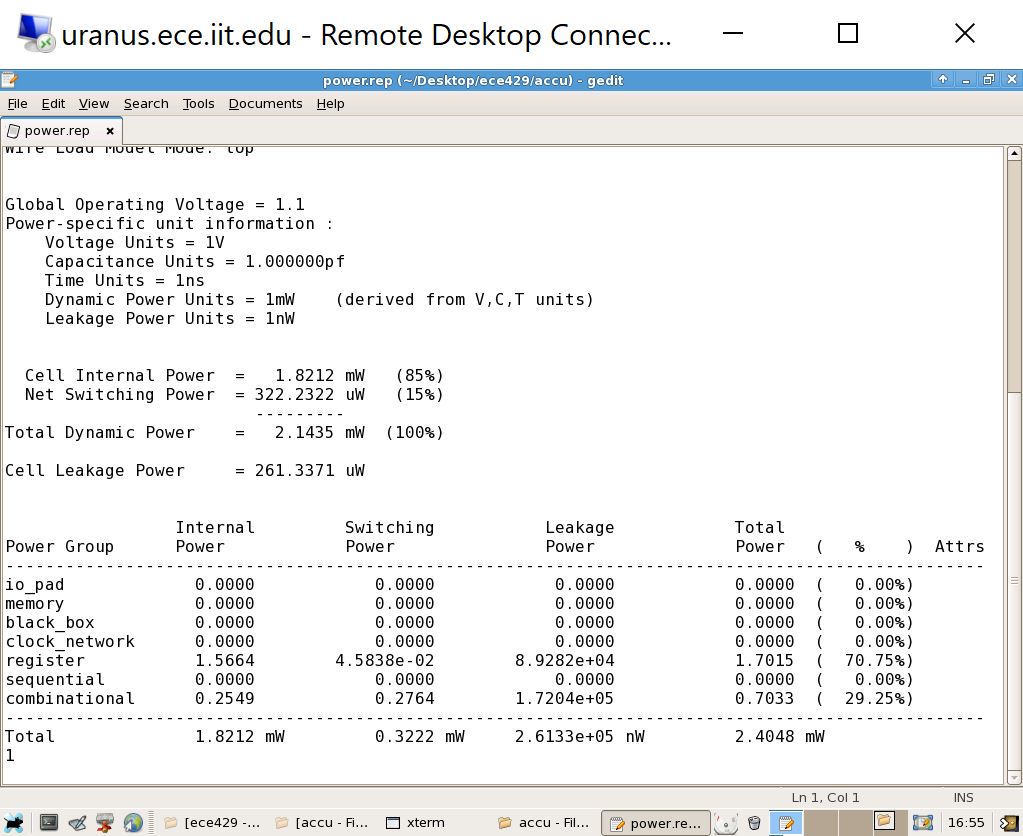 uranus.ece.iit.edu - Remote Desktop Connec...
power.rep (~/Desktop/ece429/accu) - gedit
File Edit View Search Tools Documents Help
power.rep
Wire Load Model Mode: top
Global Operating Voltage = 1.1
Power-specific unit information :
Voltage Units = 1V
Capacitance Units = 1.000000pf
Time Units = 1ns
Dynamic Power Units = 1mW (derived from V,C,T units)
Leakage Power Units = 1nW
Cell Internal Power = 1.8212 mW (85%)
Net Switching Power = 322.2322 uW (15%)
---------
Total Dynamic Power = 2.1435 mW (100%)
Cell Leakage Power = 261.3371 uW
Internal Switching Leakage Total
Power Group Power Power Power Power ( % ) Attrs
--------------------------------------------------------------------------------------------------
io_pad 0.0000 0.0000 0.0000 0.0000 ( 0.00%)
memory 0.0000 0.0000 0.0000 0.0000 ( 0.00%)
black_box 0.0000 0.0000 0.0000 0.0000 ( 0.00%)
clock_network 0.0000 0.0000 0.0000 0.0000 ( 0.00%)
register 1.5664 4.5838e-02 8.9282e+04 1.7015 ( 70.75%)
sequential 0.0000 0.0000 0.0000 0.0000 ( 0.00%)
combinational 0.2549 0.2764 1.7204e+05 0.7033 ( 29.25%)
--------------------------------------------------------------------------------------------------
Total 1.8212 mW 0.3222 mW 2.6133e+05 nW 2.4048 mW
1
Ln 1, Col 1 INS
[ece429 -... [accu - Fi... xterm accu - Fil... power.re... 16:55